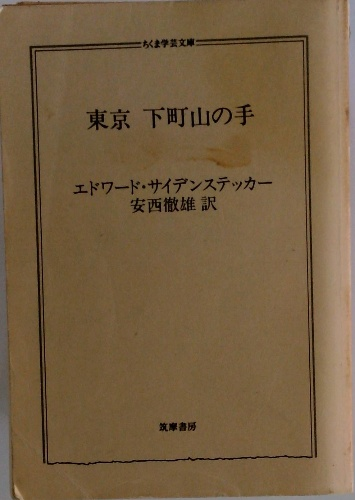 ちくま学芸文庫
東京 下町山の手
エドワード・サイデンステッカー
安西徹雄 訳
筑摩書房